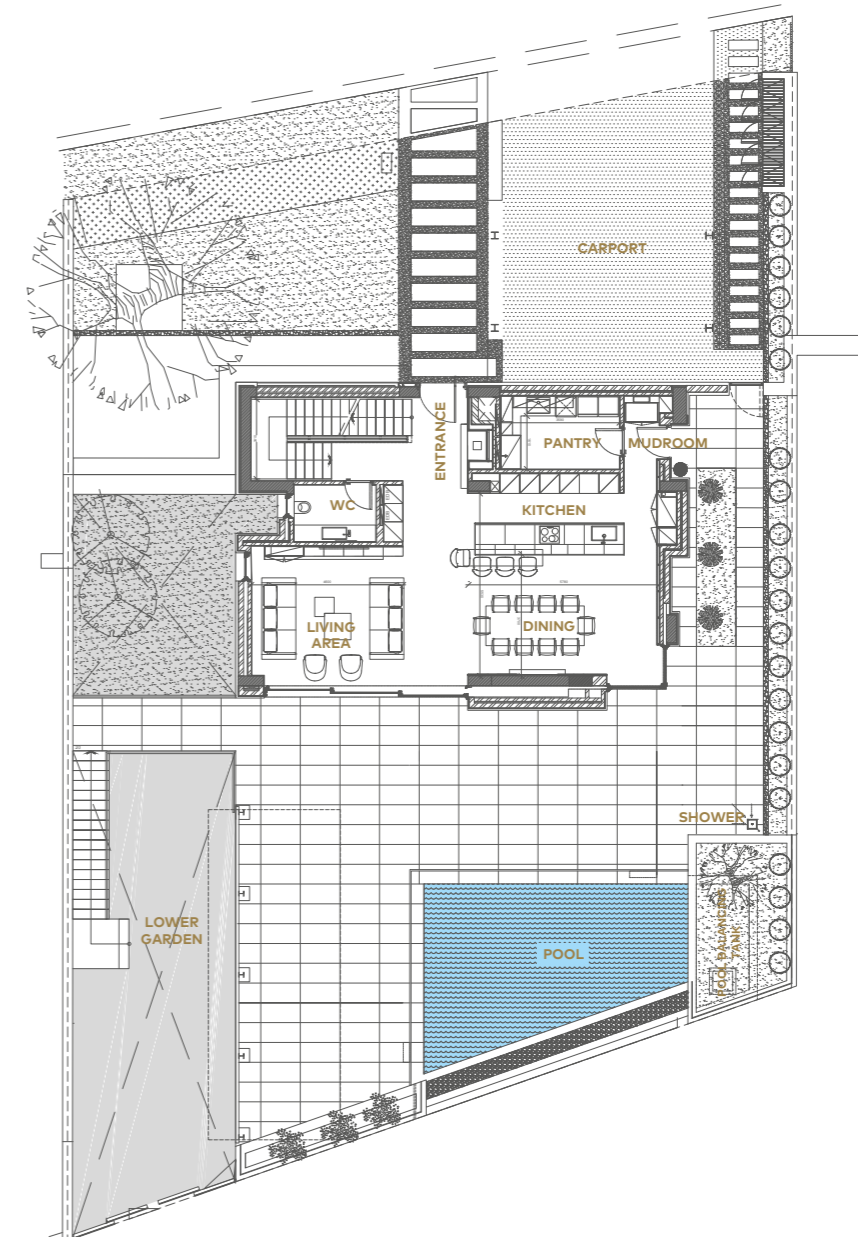 CARPORT
ENTRANCE
PANTRY
MUDROOM
WC
KITCHEN
LIVING
AREA
DINING
SHOWER
LOWER
GARDEN
POOL
POOL BALANCING
TANK